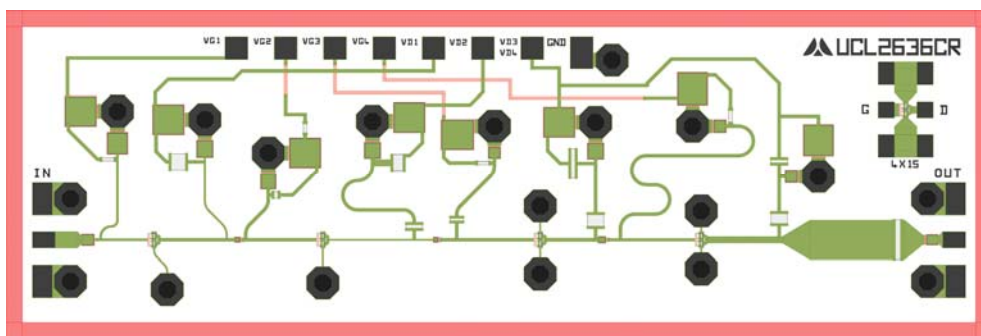 VG1 VG2 VG3 VG4 VD1 VD2 VD3 GND
VD4
UCL2636CR
G D
4X15
IN OUT